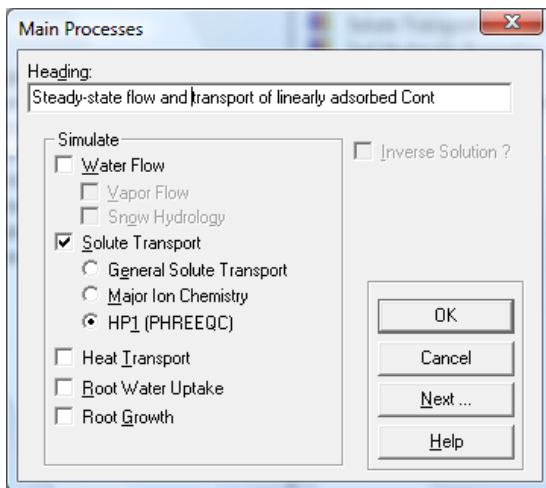 Main Processes
Heading:
Steady-state flow and transport of linearly adsorbed Cont
Simulate
Water Flow
Inverse Solution ?
Vapor Flow
Snow Hydrology
Solute Transport
General Solute Transport
Major Ion Chemistry
HP1 (PHREEQC)
OK
Heat Transport
Cancel
Root Water Uptake
Next ...
Root Growth
Help